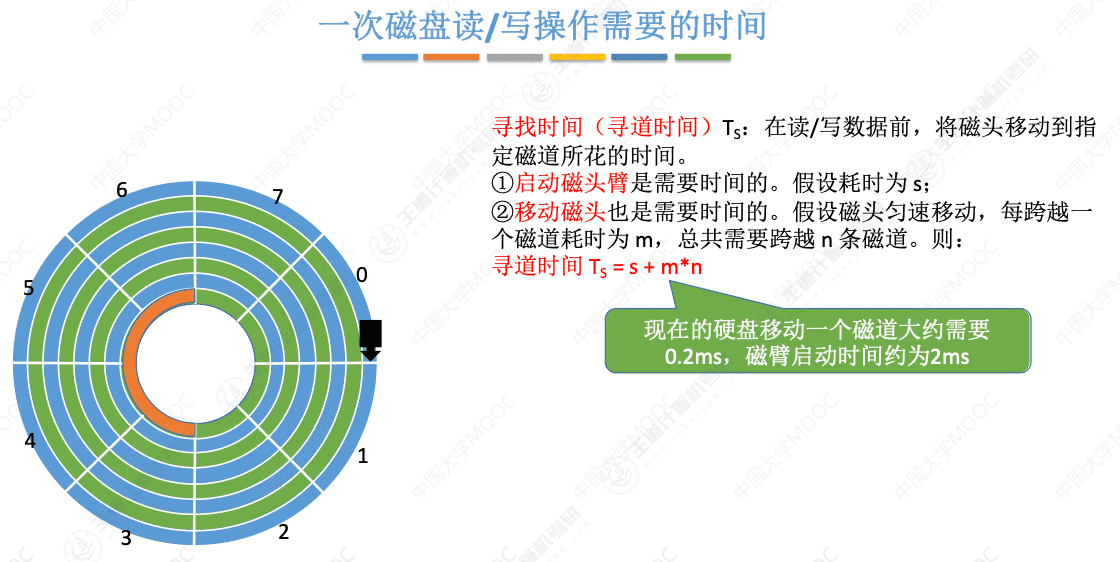 一次磁盘读/写操作需要的时间
寻找时间（寻道时间）TS：在读/写数据前，将磁头移动到指
定磁道所花的时间。
①启动磁头臂是需要时间的。假设耗时为 s；
②移动磁头也是需要时间的。假设磁头匀速移动，每跨越一
个磁道耗时为 m，总共需要跨越 n 条磁道。则：
寻道时间 TS = s + m*n
现在的硬盘移动一个磁道大约需要
0.2ms，磁臂启动时间约为2ms
6
7
5
0
4
1
3
2
中国大学MOOC
王道计算机考研